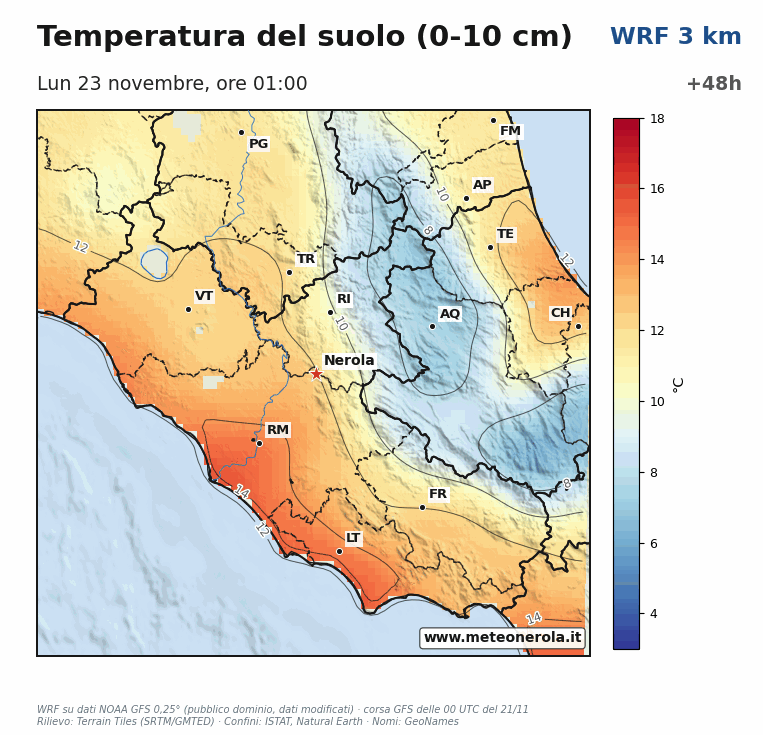 Temperatura del suolo (0-10 cm)
WRF 3 km
Lun 23 novembre, ore 01:00
+48h
FM
PG
AP
10
TE
8
12
12
TR
VT
RI
CH
AQ
10
Nerola
RM
14
12
FR
8
LT
14
www.meteonerola.it
18
16
14
12
10
8
6
4
°C
WRF su dati NOAA GFS 0,25° (pubblico dominio, dati modificati) · corsa GFS delle 00 UTC del 21/11
Rilievo: Terrain Tiles (SRTM/GMTED) · Confini: ISTAT, Natural Earth · Nomi: GeoNames